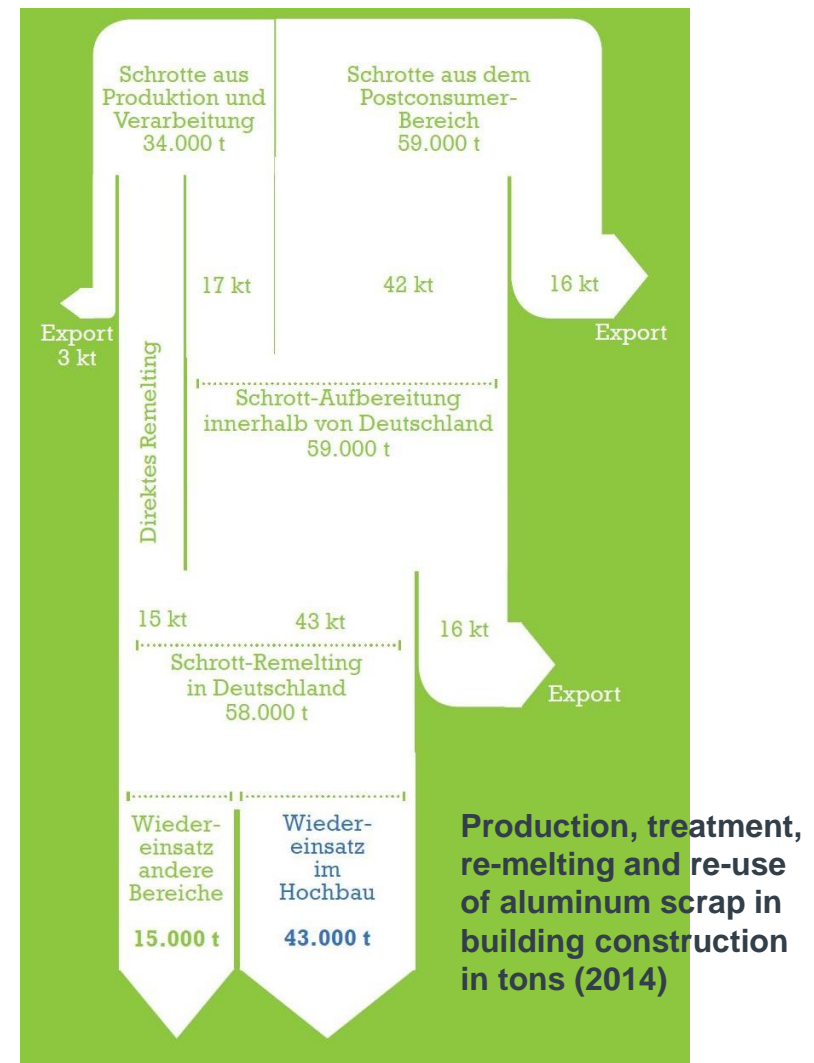 Schrotte aus
Produktion und
Verarbeitung
34.000 t
Schrotte aus dem
Postconsumer-
Bereich
59.000 t
17 kt
42 kt
16 kt
Export
3 kt
Export
Direktes Remelting
Schrott-Aufbereitung
innerhalb von Deutschland
59.000 t
15 kt
43 kt
16 kt
Schrott-Remelting
in Deutschland
58.000 t
Export
Wieder-
einsatz
andere
Bereiche
15.000 t
Wieder-
einsatz
im
Hochbau
43.000 t
Production, treatment,
re-melting and re-use
of aluminum scrap in
building construction
in tons (2014)